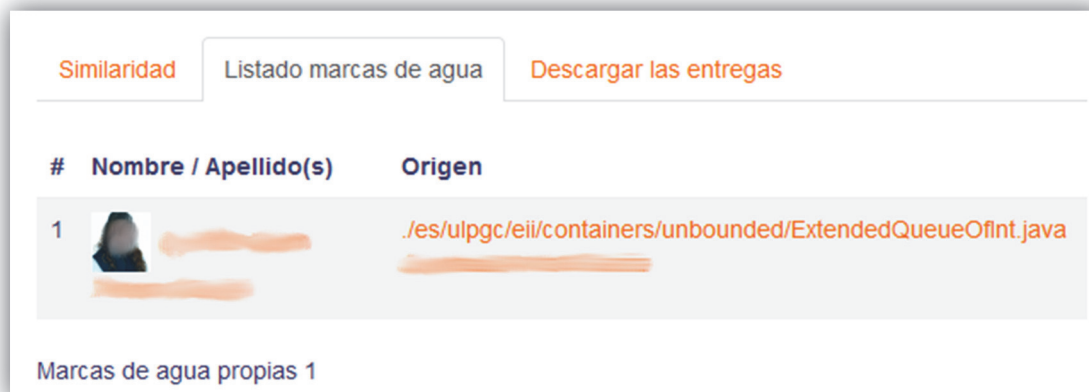 Similaridad Listado marcas de agua Descargar las entregas
# Nombre / Apellido(s) Origen
1 ./es/ulpgc/eii/containers/unbounded/ExtendedQueueOfInt.java
Marcas de agua propias 1